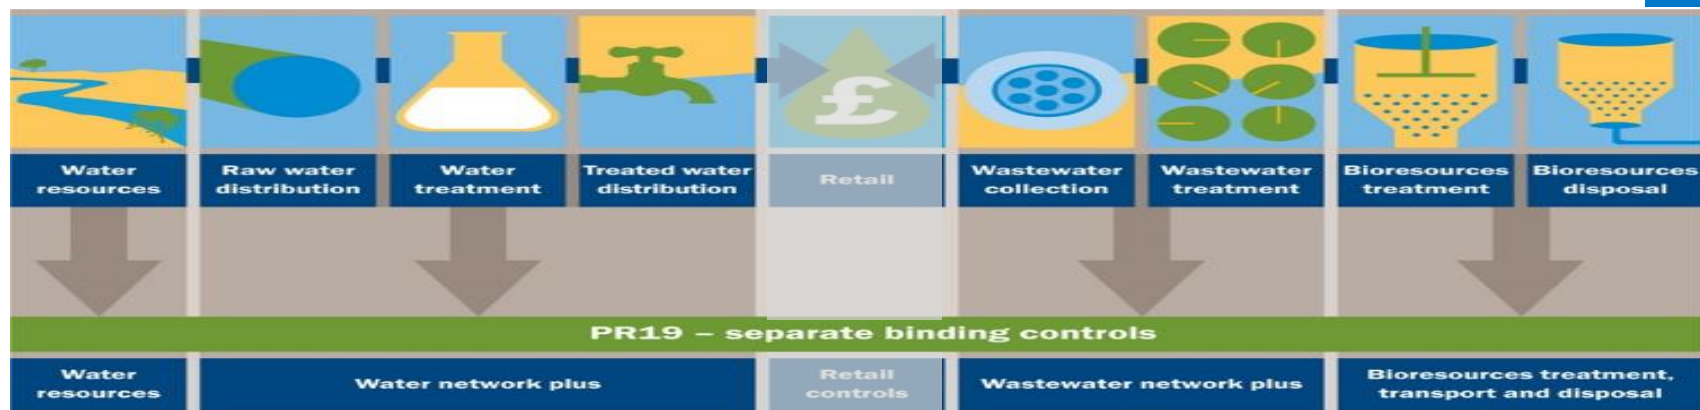 £
Water
resources
Raw water
distribution
Water
treatment
Treated water
distribution
Retail
Wastewater
collection
Wastewater
treatment
Bioresources
treatment
Bioresources
disposal
PR19 – separate binding controls
Water
resources
Water network plus
Retail
controls
Wastewater network plus
Bioresources treatment,
transport and disposal